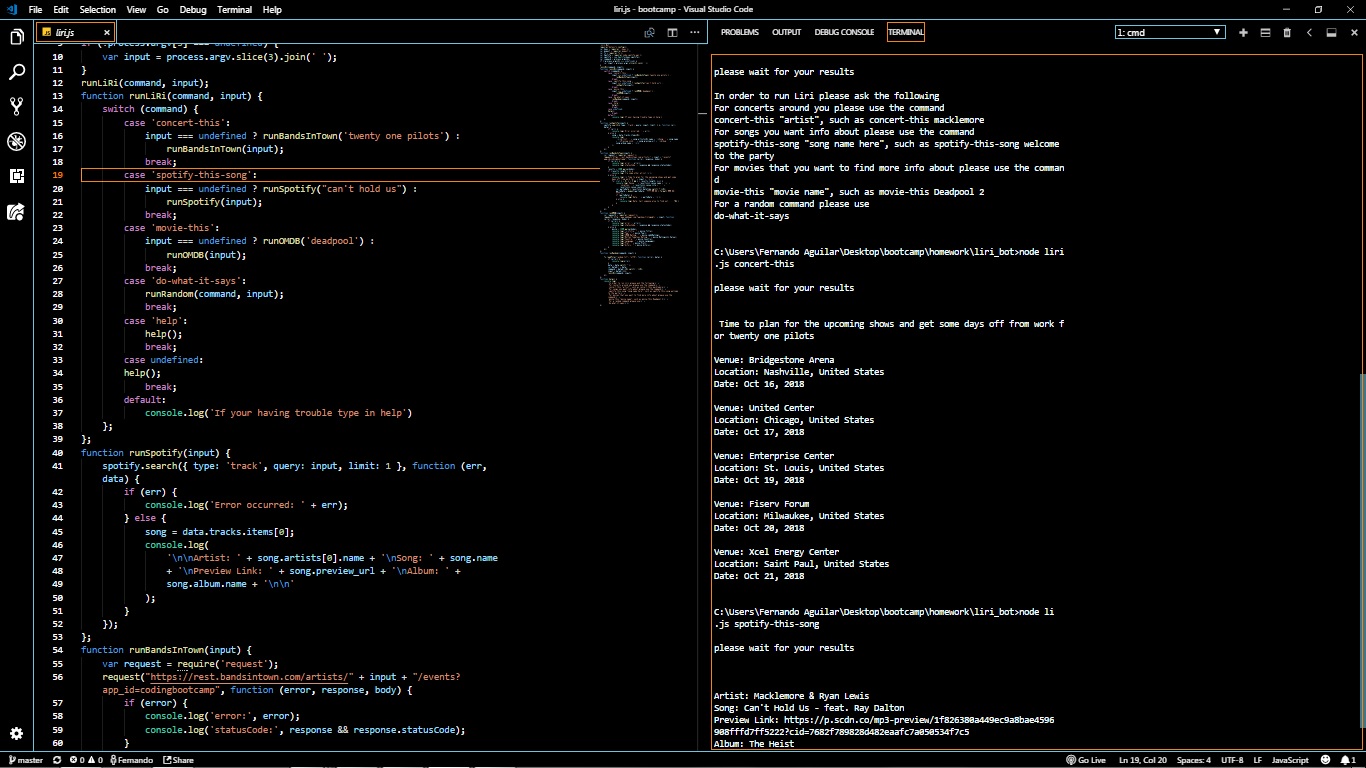 File Edit Selection View Go Debug Terminal Help
liri.js - bootcamp - Visual Studio Code
liri.js
10 var input = process.argv.slice(3).join(' ');
11 }
12 runLiRi(command, input);
13 function runLiRi(command, input) {
14 switch (command) {
15 case 'concert-this':
16 input === undefined ? runBandsInTown('twenty one pilots') :
17 runBandsInTown(input);
18 break;
19 case 'spotify-this-song':
20 input === undefined ? runSpotify("can't hold us") :
21 runSpotify(input);
22 break;
23 case 'movie-this':
24 input === undefined ? runOMDB('deadpool') :
25 runOMDB(input);
26 break;
27 case 'do-what-it-says':
28 runRandom(command, input);
29 break;
30 case 'help':
31 help();
32 break;
33 case undefined:
34 help();
35 break;
36 default:
37 console.log('If your having trouble type in help')
38 };
39 };
40 function runSpotify(input) {
41 spotify.search({ type: 'track', query: input, limit: 1 }, function (err,
data) {
42 if (err) {
43 console.log('Error occurred: ' + err);
44 } else {
45 song = data.tracks.items[0];
46 console.log(
47 '\n\nArtist: ' + song.artists[0].name + '\nSong: ' + song.name
48 + '\nPreview Link: ' + song.preview_url + '\nAlbum: ' +
49 song.album.name + '\n\n'
50 );
51 }
52 });
53 };
54 function runBandsInTown(input) {
55 var request = require('request');
56 request("https://rest.bandsintown.com/artists/" + input + "/events?
app_id=codingbootcamp", function (error, response, body) {
57 if (error) {
58 console.log('error:', error);
59 console.log('statusCode:', response && response.statusCode);
60 }
PROBLEMS OUTPUT DEBUG CONSOLE TERMINAL
1: cmd
please wait for your results
In order to run Liri please ask the following
For concerts around you please use the command
concert-this "artist", such as concert-this macklemore
For songs you want info about please use the command
spotify-this-song "song name here", such as spotify-this-song welcome
to the party
For movies that you want to find more info about please use the comman
d
movie-this "movie name", such as movie-this Deadpool 2
For a random command please use
do-what-it-says
C:\Users\Fernando Aguilar\Desktop\bootcamp\homework\liri_bot>node liri
.js concert-this
please wait for your results
Time to plan for the upcoming shows and get some days off from work f
or twenty one pilots
Venue: Bridgestone Arena
Location: Nashville, United States
Date: Oct 16, 2018
Venue: United Center
Location: Chicago, United States
Date: Oct 17, 2018
Venue: Enterprise Center
Location: St. Louis, United States
Date: Oct 19, 2018
Venue: Fiserv Forum
Location: Milwaukee, United States
Date: Oct 20, 2018
Venue: Xcel Energy Center
Location: Saint Paul, United States
Date: Oct 21, 2018
C:\Users\Fernando Aguilar\Desktop\bootcamp\homework\liri_bot>node li
.js spotify-this-song
please wait for your results
Artist: Macklemore & Ryan Lewis
Song: Can't Hold Us - feat. Ray Dalton
Preview Link: https://p.scdn.co/mp3-preview/1f826380a449ec9a8bae4596
908fffd7ff5222?cid=7682f789828d482eaafc7a050534f7c5
Album: The Heist
master 0 0 Fernando Share
Go Live Ln 19, Col 20 Spaces: 4 UTF-8 LF JavaScript 1